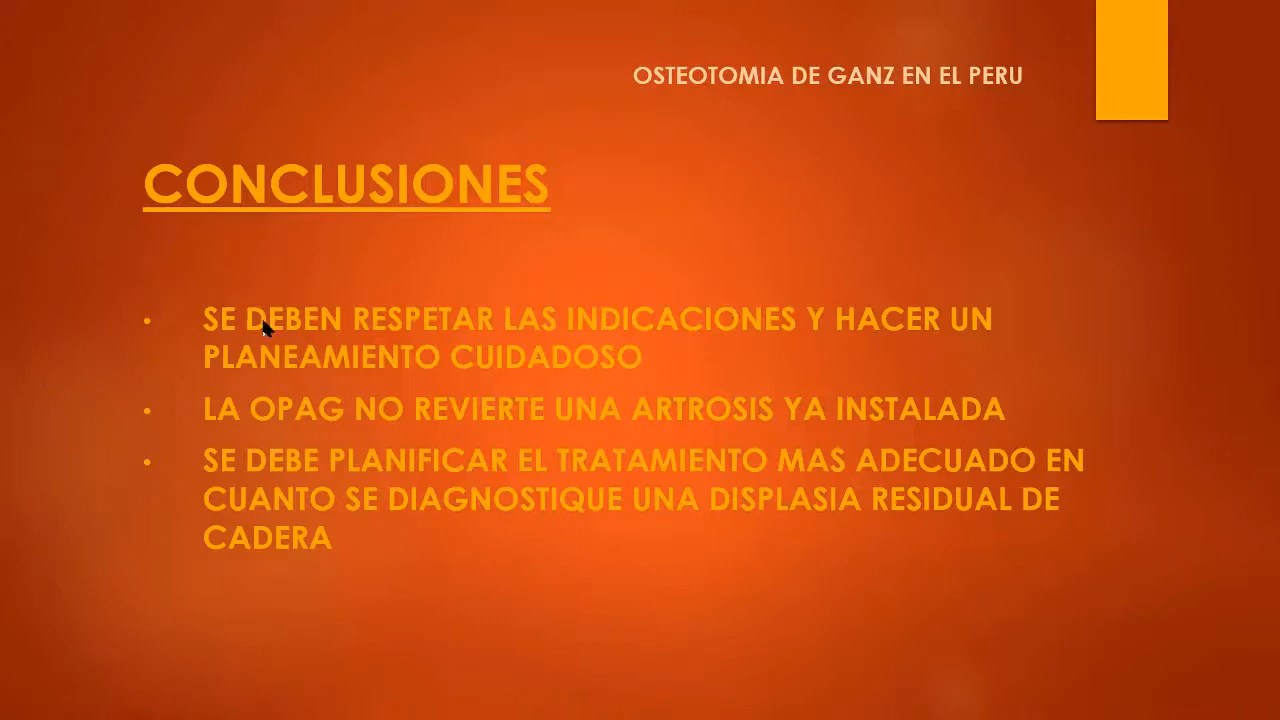 OSTEOTOMIA DE GANZ EN EL PERU
CONCLUSIONES
• SE DEBEN RESPETAR LAS INDICACIONES Y HACER UN
PLANEAMIENTO CUIDADOSO
• LA OPAG NO REVIERTE UNA ARTROSIS YA INSTALADA
• SE DEBE PLANIFICAR EL TRATAMIENTO MAS ADECUADO EN
CUANTO SE DIAGNOSTIQUE UNA DISPLASIA RESIDUAL DE
CADERA